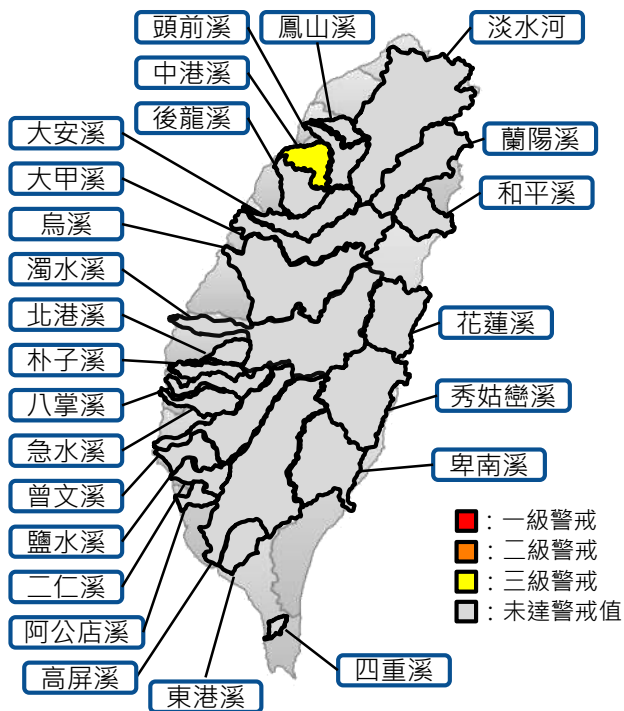 頭前溪
鳳山溪
淡水河
中港溪
後龍溪
大安溪
蘭陽溪
大甲溪
和平溪
烏溪
濁水溪
北港溪
花蓮溪
朴子溪
八掌溪
秀姑巒溪
急水溪
卑南溪
曾文溪
鹽水溪
二仁溪
阿公店溪
高屏溪
東港溪
四重溪
：一級警戒
：二級警戒
：三級警戒
：未達警戒值